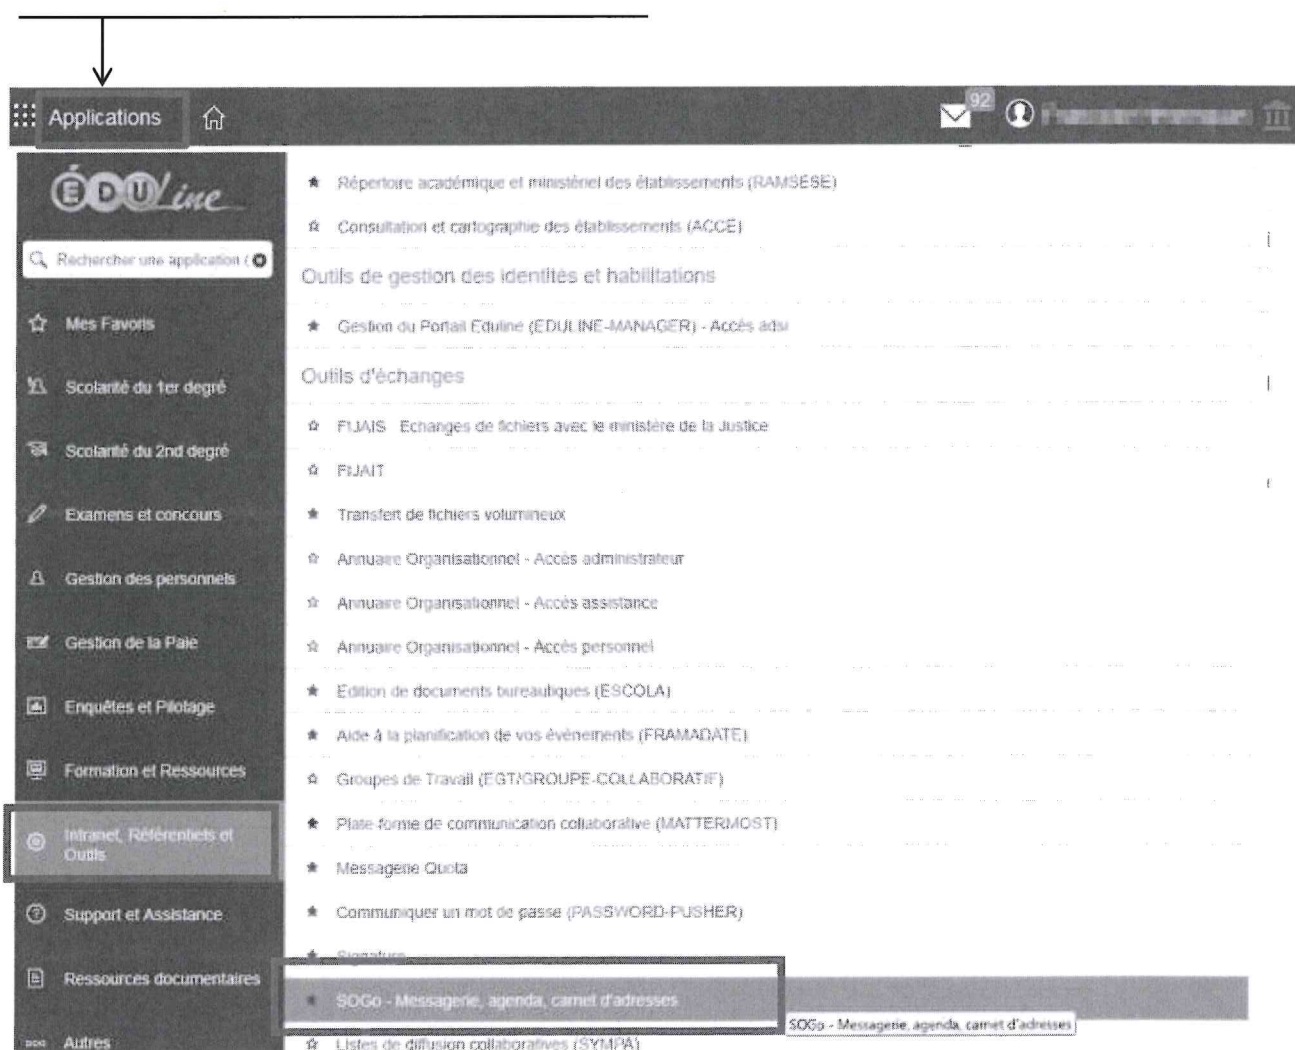 Applications
92
ÉDULine
Rechercher une application (
Mes Favoris
Scolarité du 1er degré
Scolarité du 2nd degré
Examens et concours
Gestion des personnels
Gestion de la Paie
Enquêtes et Pilotage
Formation et Ressources
Intranet, Référentiels et
Outils
Support et Assistance
Ressources documentaires
Autres
Répertoire académique et ministériel des établissements (RAMSESE)
Consultation et cartographie des établissements (ACCE)
Outils de gestion des identités et habilitations
Gestion du Portail Eduline (EDULINE-MANAGER) - Accès
Outils d'échanges
FIJAIS Echanges de fichiers avec le ministère de la Justice
FIJAIT
Transfert de fichiers volumineux
Annuaire Organisationnel - Accès administrateur
Annuaire Organisationnel - Accès assistance
Annuaire Organisationnel - Accès personnel
Edition de documents bureautiques (ESCOLA)
Aide à la planification de vos évènements (FRAMADATE)
Groupes de Travail (EGT/GROUPE-COLLABORATIF)
Plate-forme de communication collaborative (MATTERMOST)
Messagerie Quota
Communiquer un mot de passe (PASSWORD-PUSHER)
Signature
SOGo - Messagerie, agenda, carnet d'adresses
SOGo - Messagerie, agenda, carnet d'adresses
Listes de diffusion collaboratives (SYMPA)